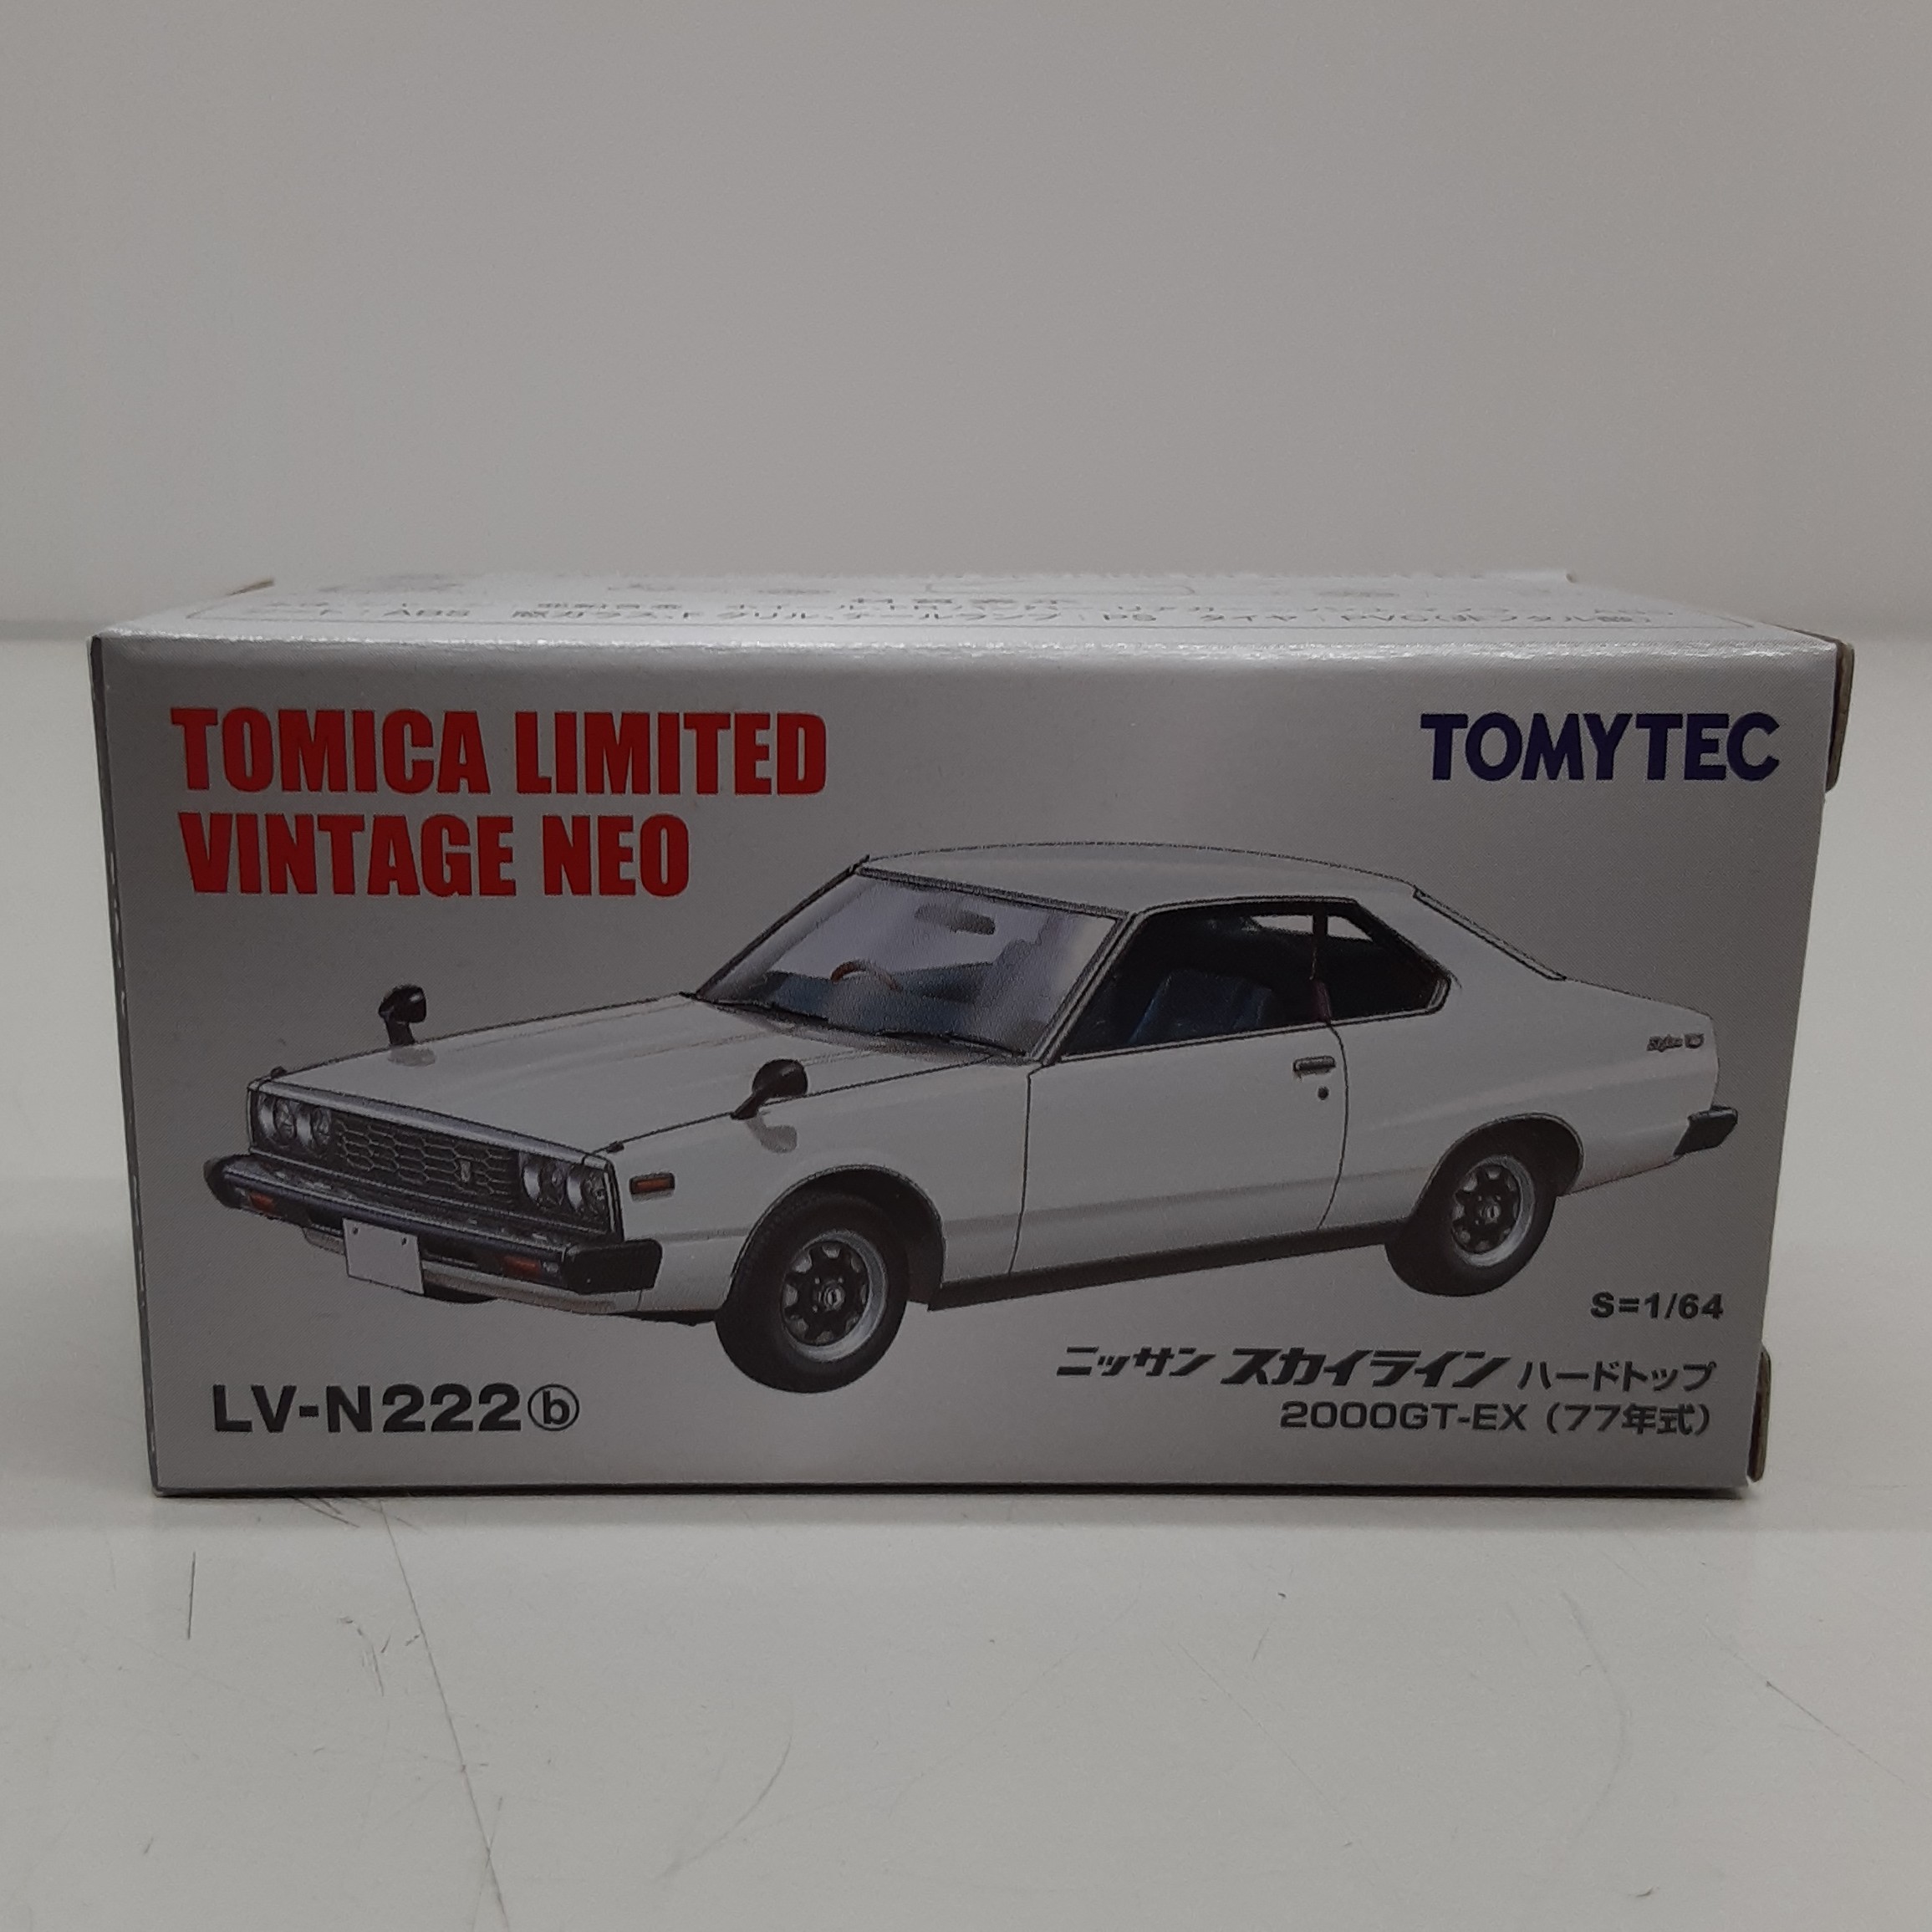 TOMICA LIMITED
VINTAGE NEO
TOMYTEC
S=1/64
ニッサン スカイライン ハードトップ
2000GT-EX (77年式)
LV-N222ⓑ